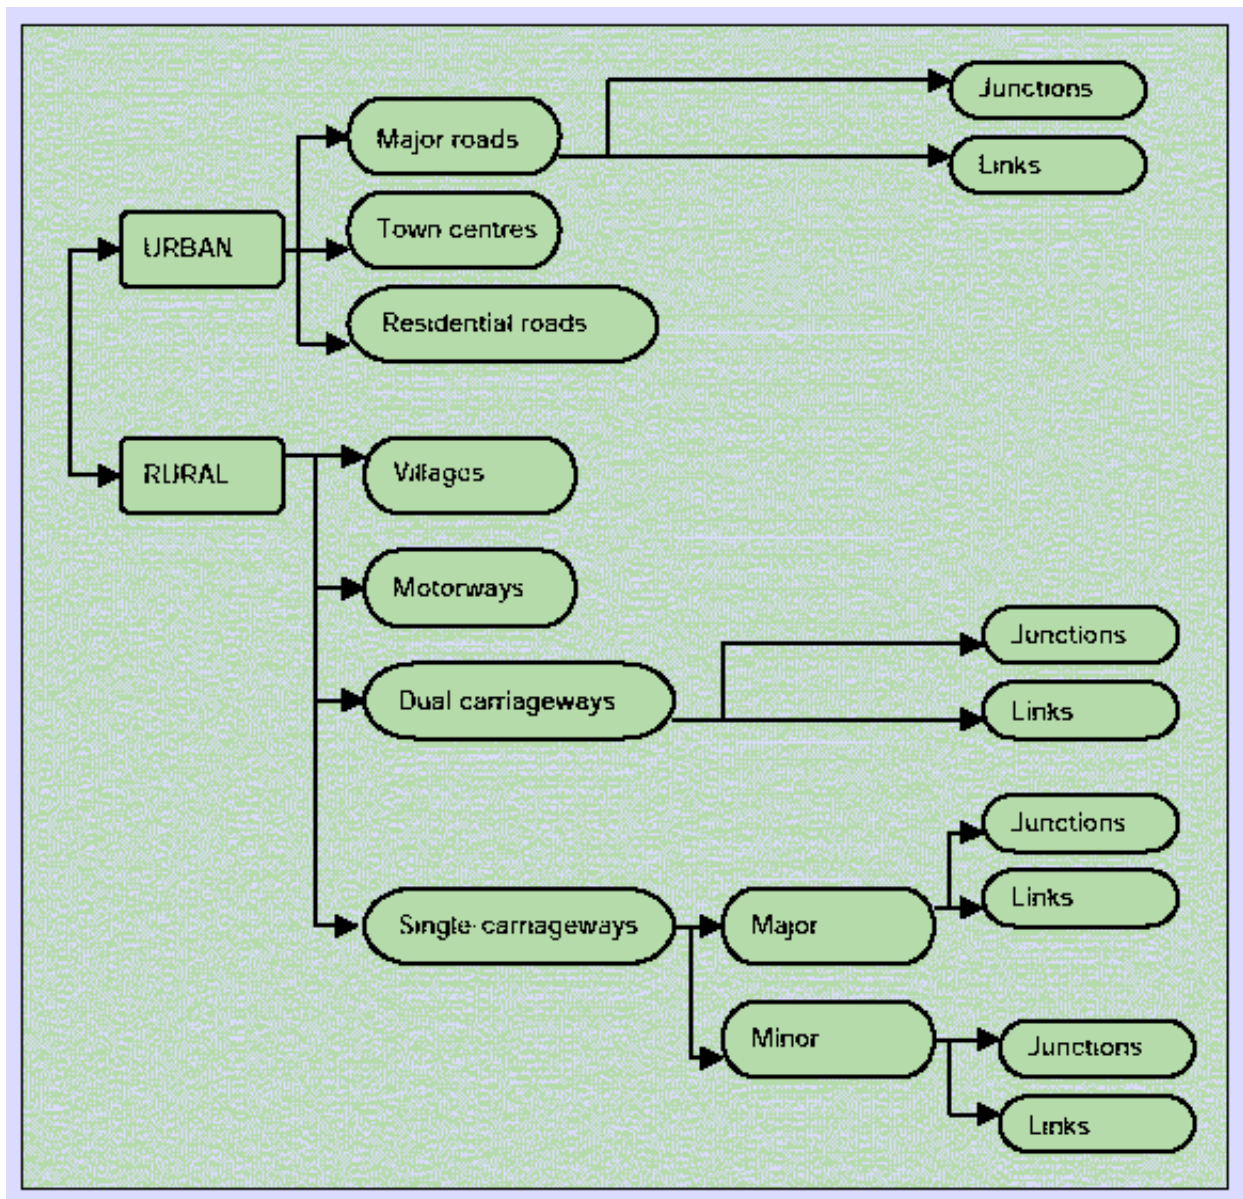 Junctions
Major roads
Links
Town centres
URBAN
Residential roads
RURAL
Villages
Motorways
Junctions
Dual carriageways
Links
Junctions
Links
Single-carriageways
Major
Minor
Junctions
Links